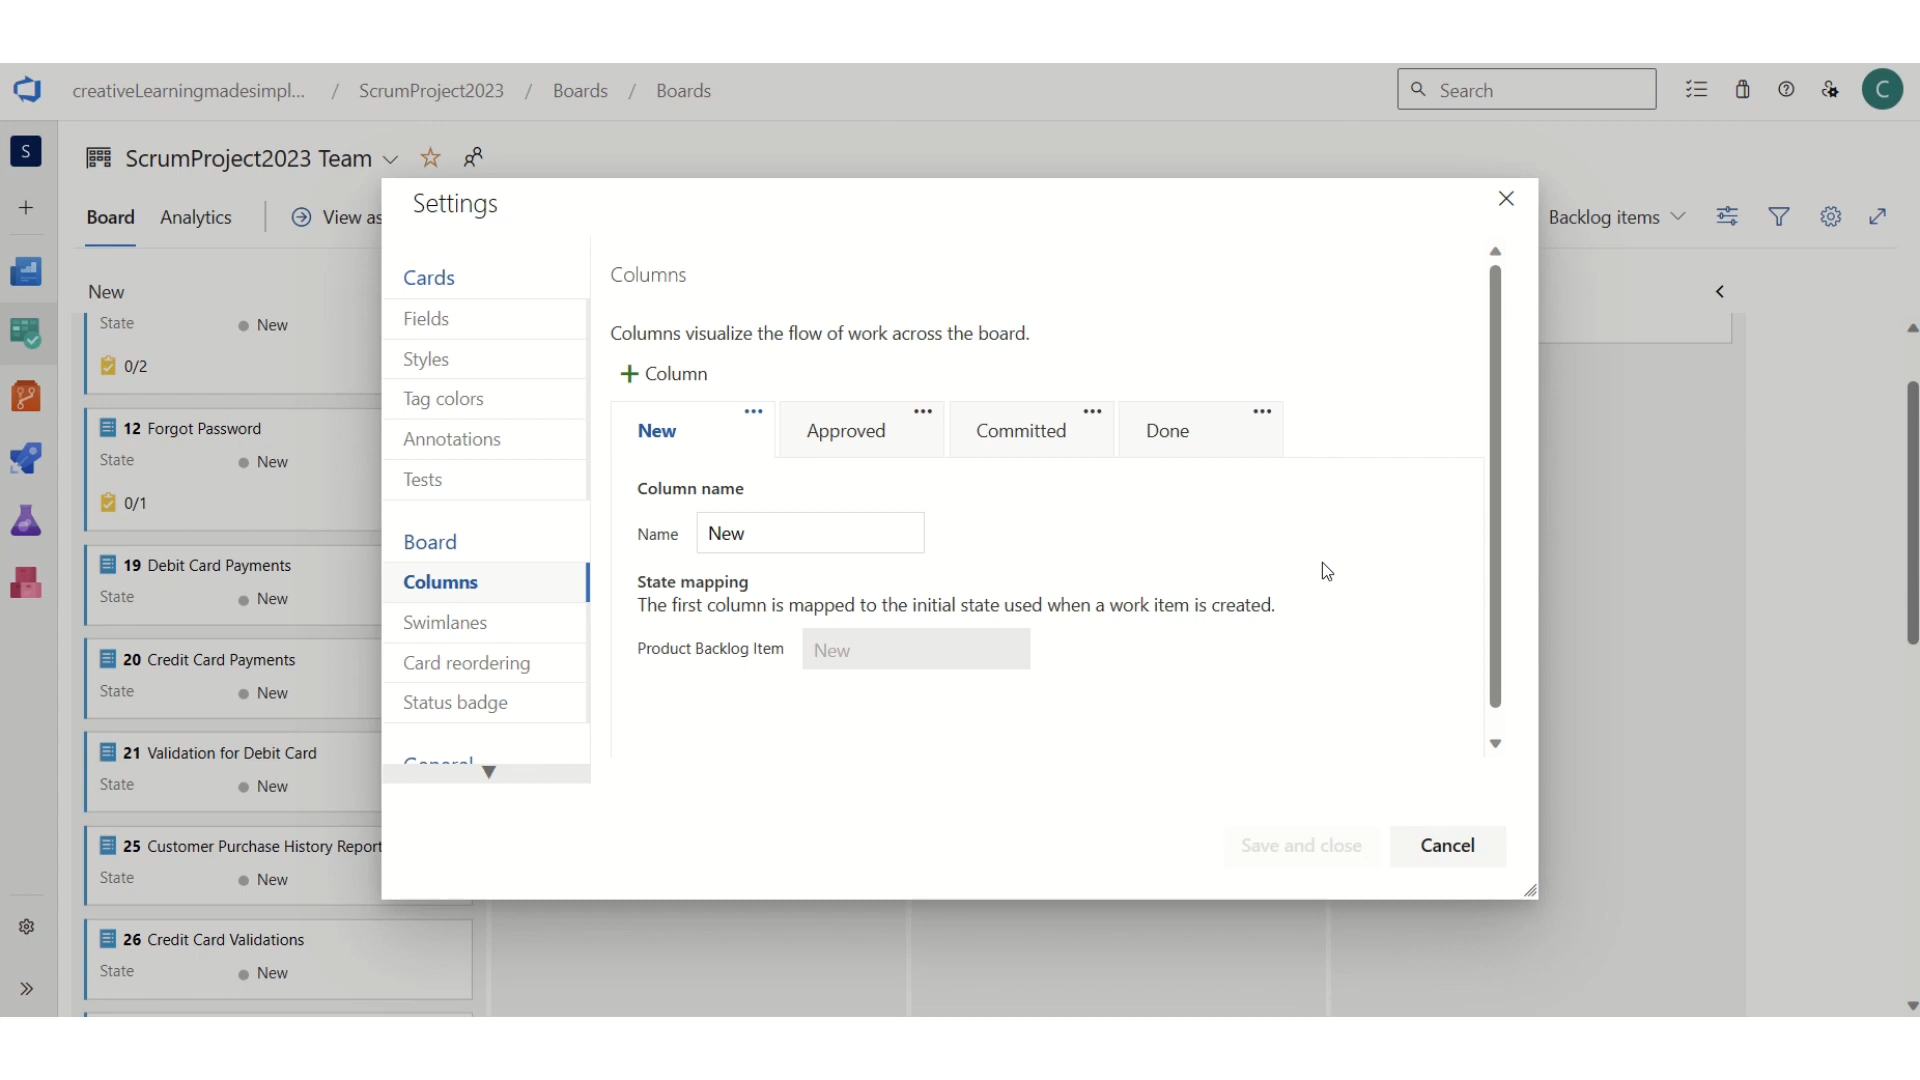 creativeLearningmadesimpl... / ScrumProject2023 / Boards / Boards
Search
C
S
ScrumProject2023 Team
Board Analytics View as
Backlog items
New
State New
0/2
12 Forgot Password
State New
0/1
19 Debit Card Payments
State New
20 Credit Card Payments
State New
21 Validation for Debit Card
State New
25 Customer Purchase History Report
State New
26 Credit Card Validations
State New
Settings
Cards
Fields
Styles
Tag colors
Annotations
Tests
Board
Columns
Swimlanes
Card reordering
Status badge
General
Columns
Columns visualize the flow of work across the board.
+ Column
New ... Approved ... Committed ... Done ...
Column name
Name New
State mapping
The first column is mapped to the initial state used when a work item is created.
Product Backlog Item New
Save and close Cancel